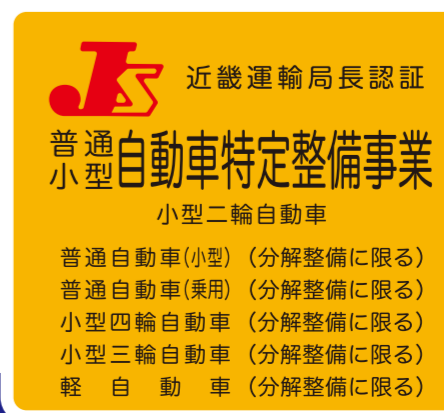 JS 近畿運輸局長認証
普通
小型 自動車特定整備事業
小型二輪自動車
普通自動車(小型)(分解整備に限る)
普通自動車(乗用)(分解整備に限る)
小型四輪自動車(分解整備に限る)
小型三輪自動車(分解整備に限る)
軽自動車(分解整備に限る)